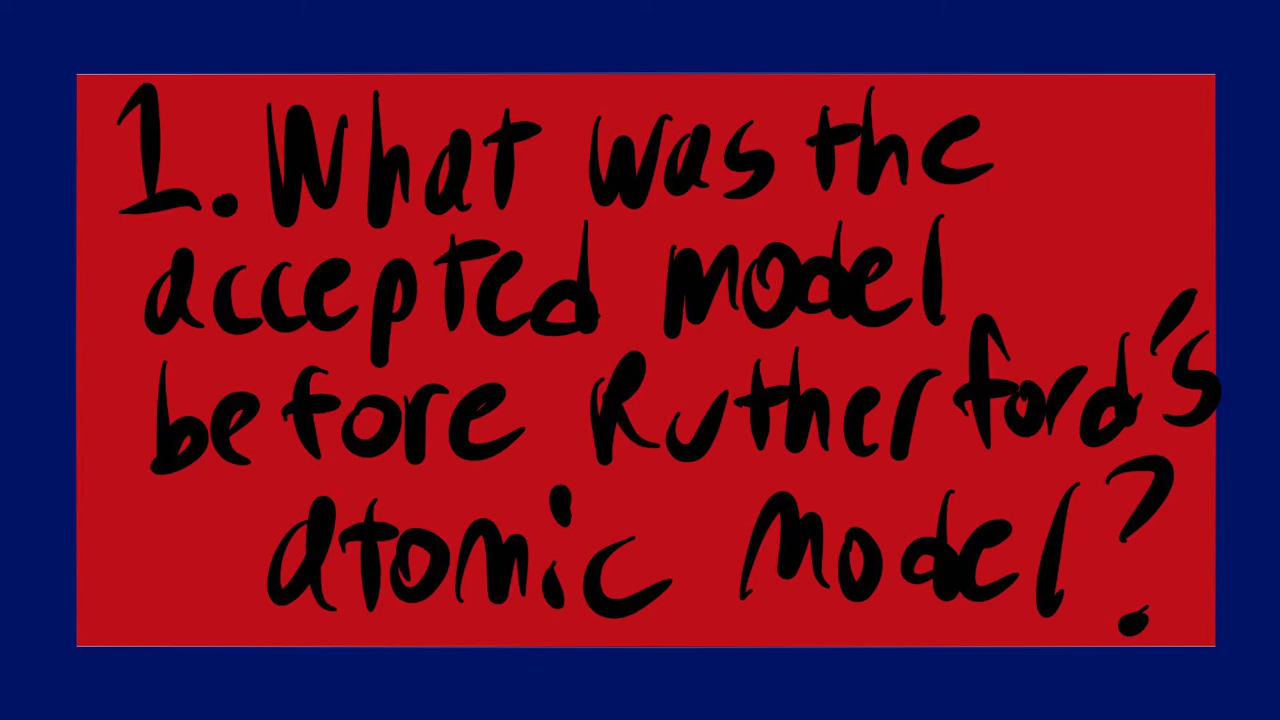 1. What was the
accepted model
before Rutherford's
atomic model?